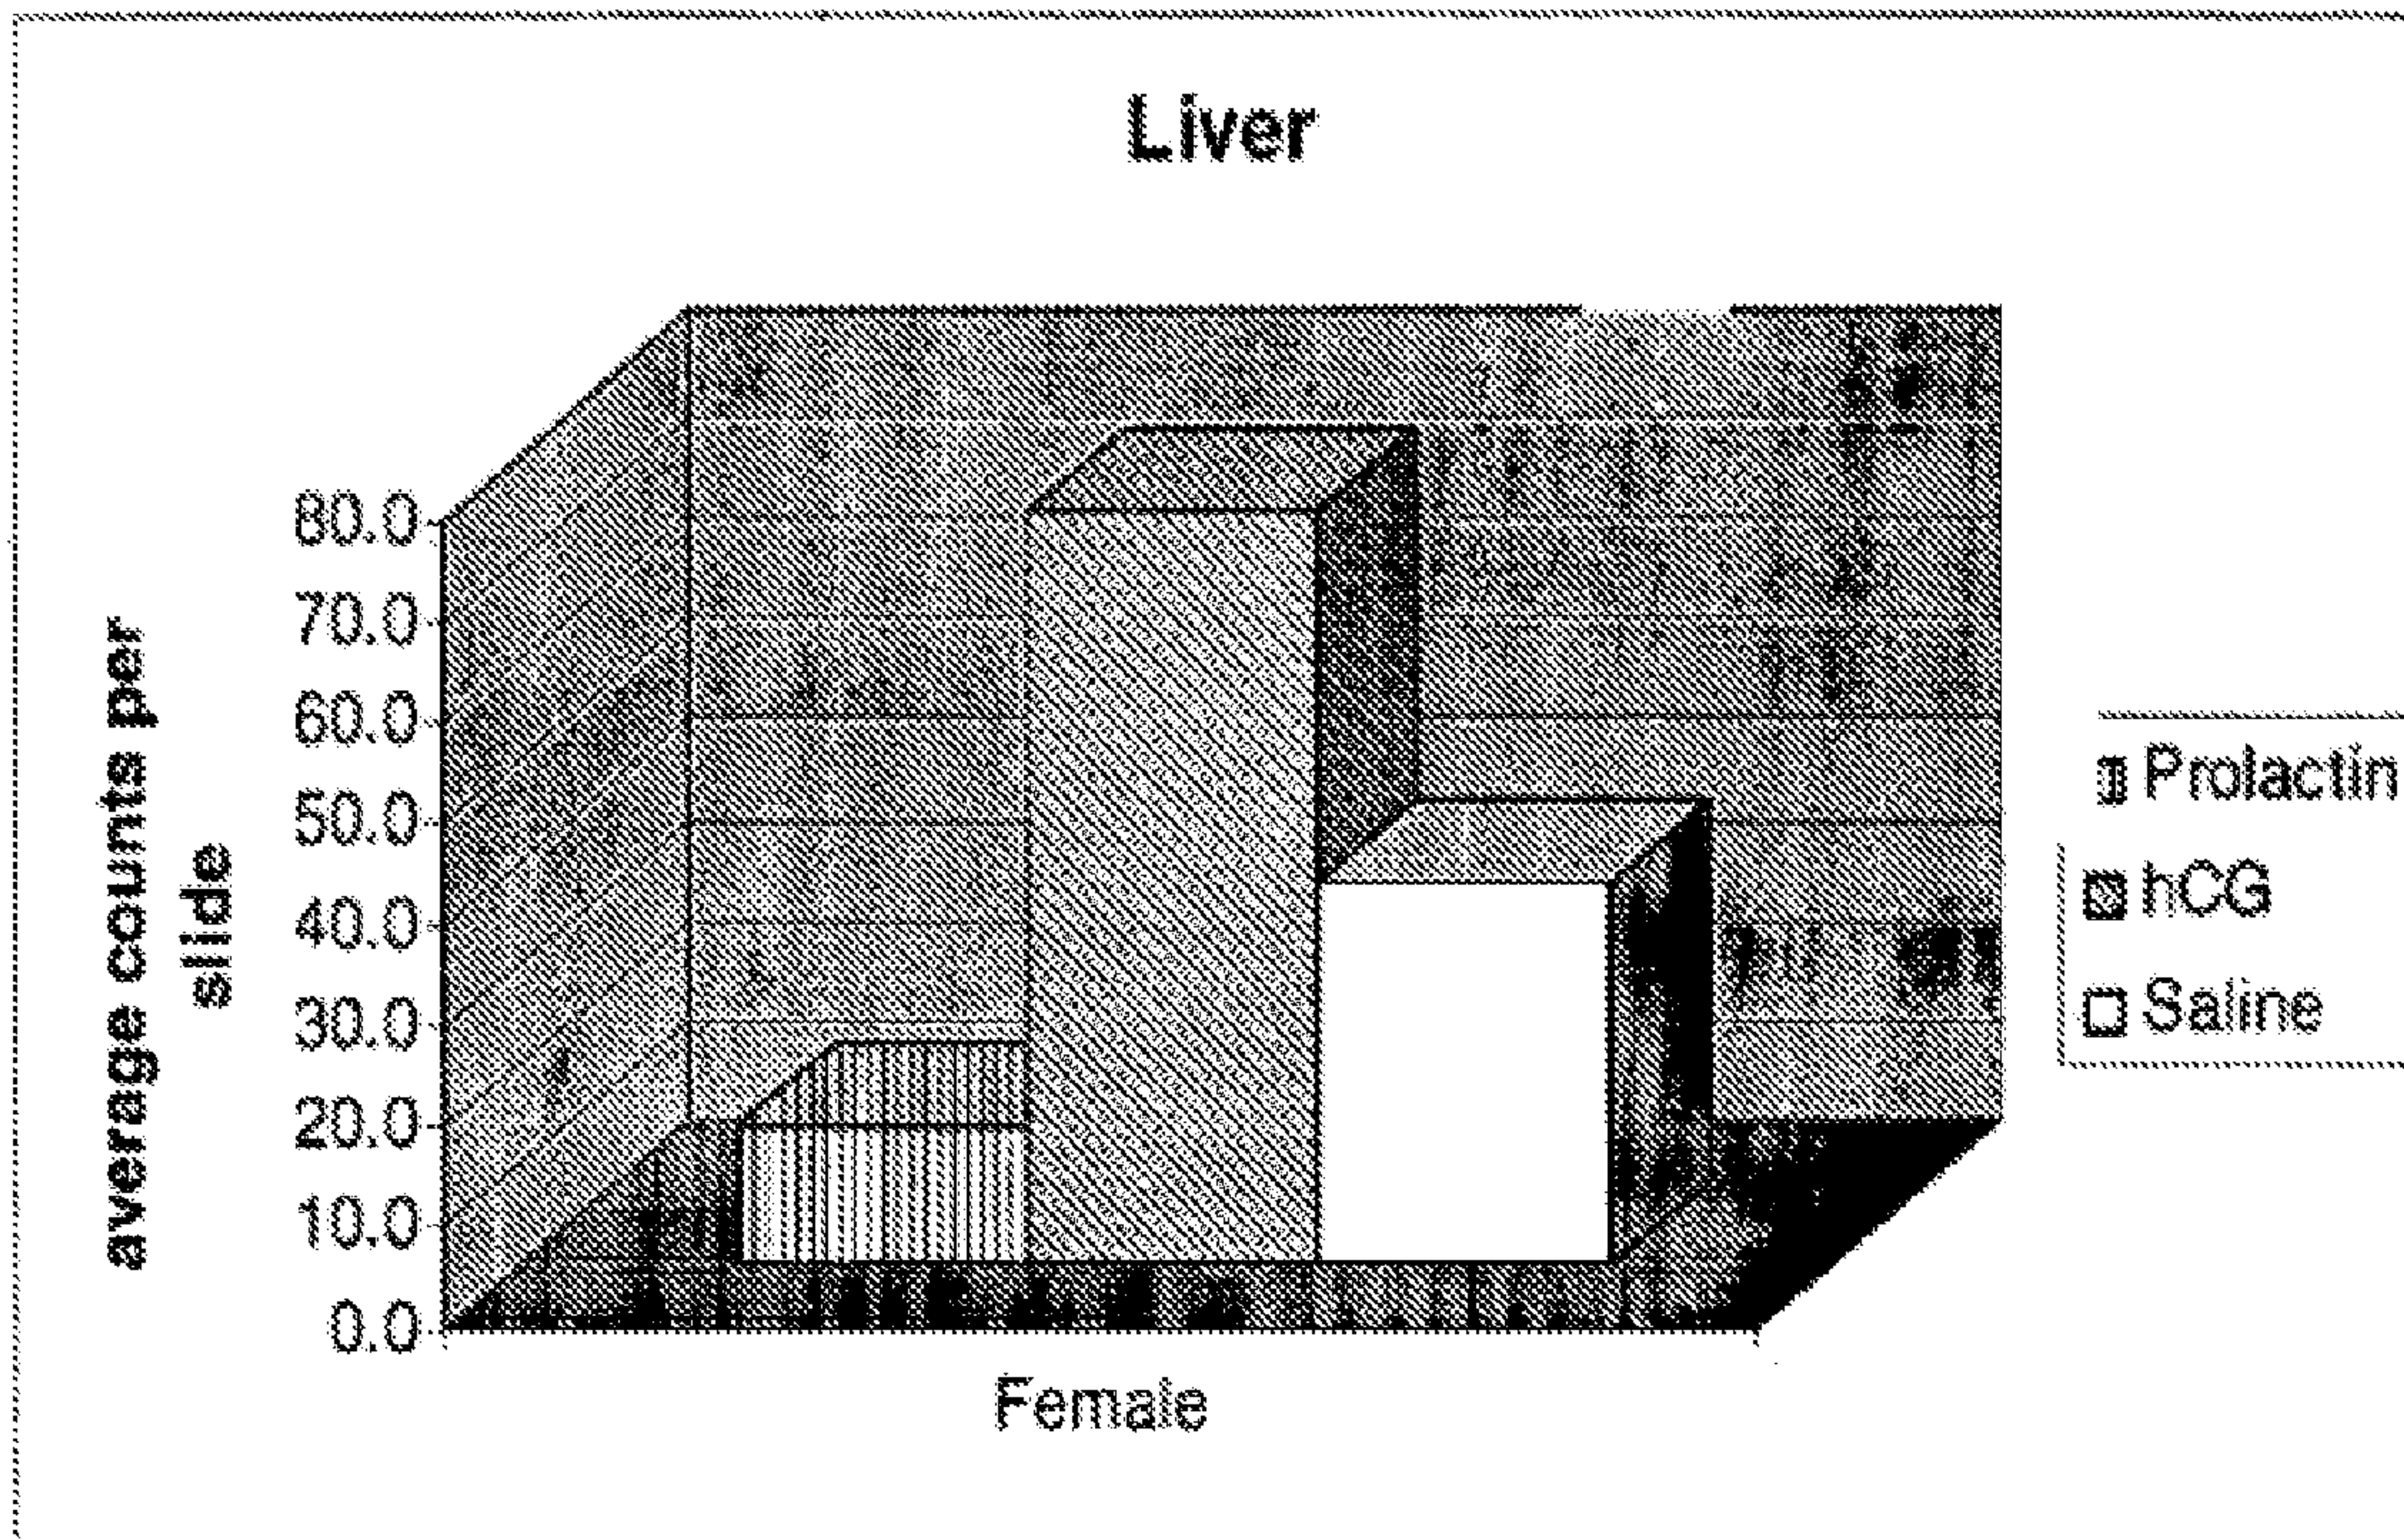 Liver
80.0
70.0
60.0
50.0
40.0
30.0
20.0
10.0
0.0
average counts per
slide
Female
Prolactin
hCG
Saline